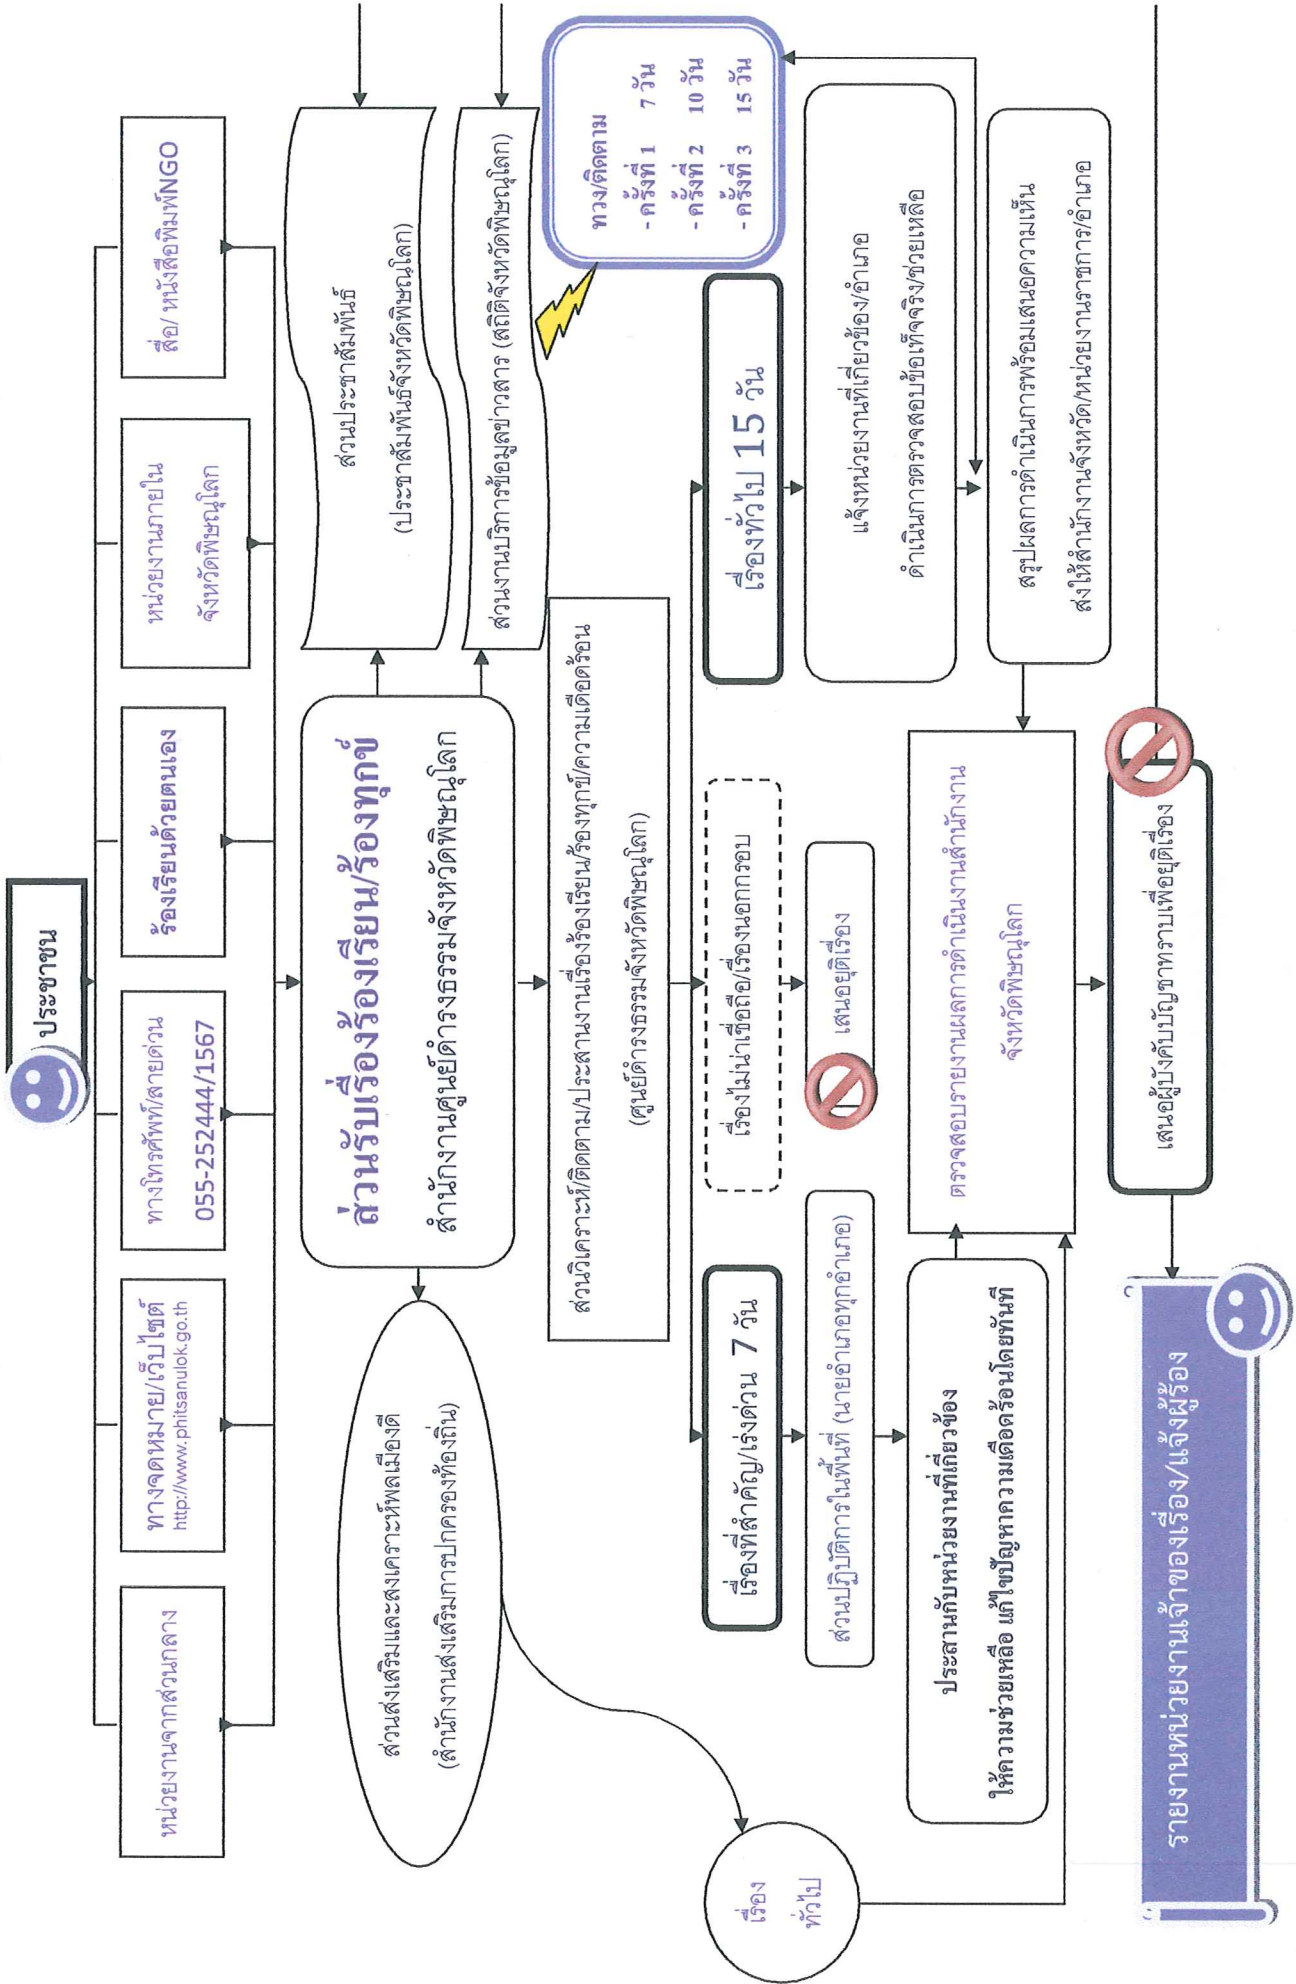 ประชาชน
หน่วยงานจากส่วนกลาง
ทางจดหมาย/เว็บไซต์
http://www.phitsanulok.go.th
ทางโทรศัพท์/สายด่วน
055-252444/1567
ร้องเรียนด้วยตนเอง
หน่วยงานภายใน
จังหวัดพิษณุโลก
สื่อ/ หนังสือพิมพ์NGO
ส่วนรับเรื่องร้องเรียน/ร้องทุกข์
สำนักงานศูนย์ดำรงธรรมจังหวัดพิษณุโลก
ส่วนส่งเสริมและสงเคราะห์พลเมืองดี
(สำนักงานส่งเสริมการปกครองท้องถิ่น)
ส่วนประชาสัมพันธ์
(ประชาสัมพันธ์จังหวัดพิษณุโลก)
ส่วนงานบริการข้อมูลข่าวสาร (สถิติจังหวัดพิษณุโลก)
ส่วนวิเคราะห์/ติดตาม/ประสานงานเรื่องร้องเรียน/ร้องทุกข์/ความเดือดร้อน
(ศูนย์ดำรงธรรมจังหวัดพิษณุโลก)
ทวง/ติดตาม
- ครั้งที่ 1 7 วัน
- ครั้งที่ 2 10 วัน
- ครั้งที่ 3 15 วัน
เรื่องที่สำคัญ/เร่งด่วน 7 วัน
เรื่องไม่น่าเชื่อถือ/เรื่องนอกกรอบ
เรื่องทั่วไป 15 วัน
เรื่อง
ทั่วไป
ส่วนปฏิบัติการในพื้นที่ (นายอำเภอทุกอำเภอ)
เสนอยุติเรื่อง
แจ้งหน่วยงานที่เกี่ยวข้อง/อำเภอ
ดำเนินการตรวจสอบข้อเท็จจริง/ช่วยเหลือ
ประสานกับหน่วยงานที่เกี่ยวข้อง
ให้ความช่วยเหลือ แก้ไขปัญหาความเดือดร้อนโดยทันที
ตรวจสอบรายงานผลการดำเนินงานสำนักงาน
จังหวัดพิษณุโลก
สรุปผลการดำเนินการพร้อมเสนอความเห็น
ส่งให้สำนักงานจังหวัด/หน่วยงานราชการ/อำเภอ
เสนอผู้บังคับบัญชาทราบเพื่อยุติเรื่อง
รายงานหน่วยงานเจ้าของเรื่อง/แจ้งผู้ร้อง